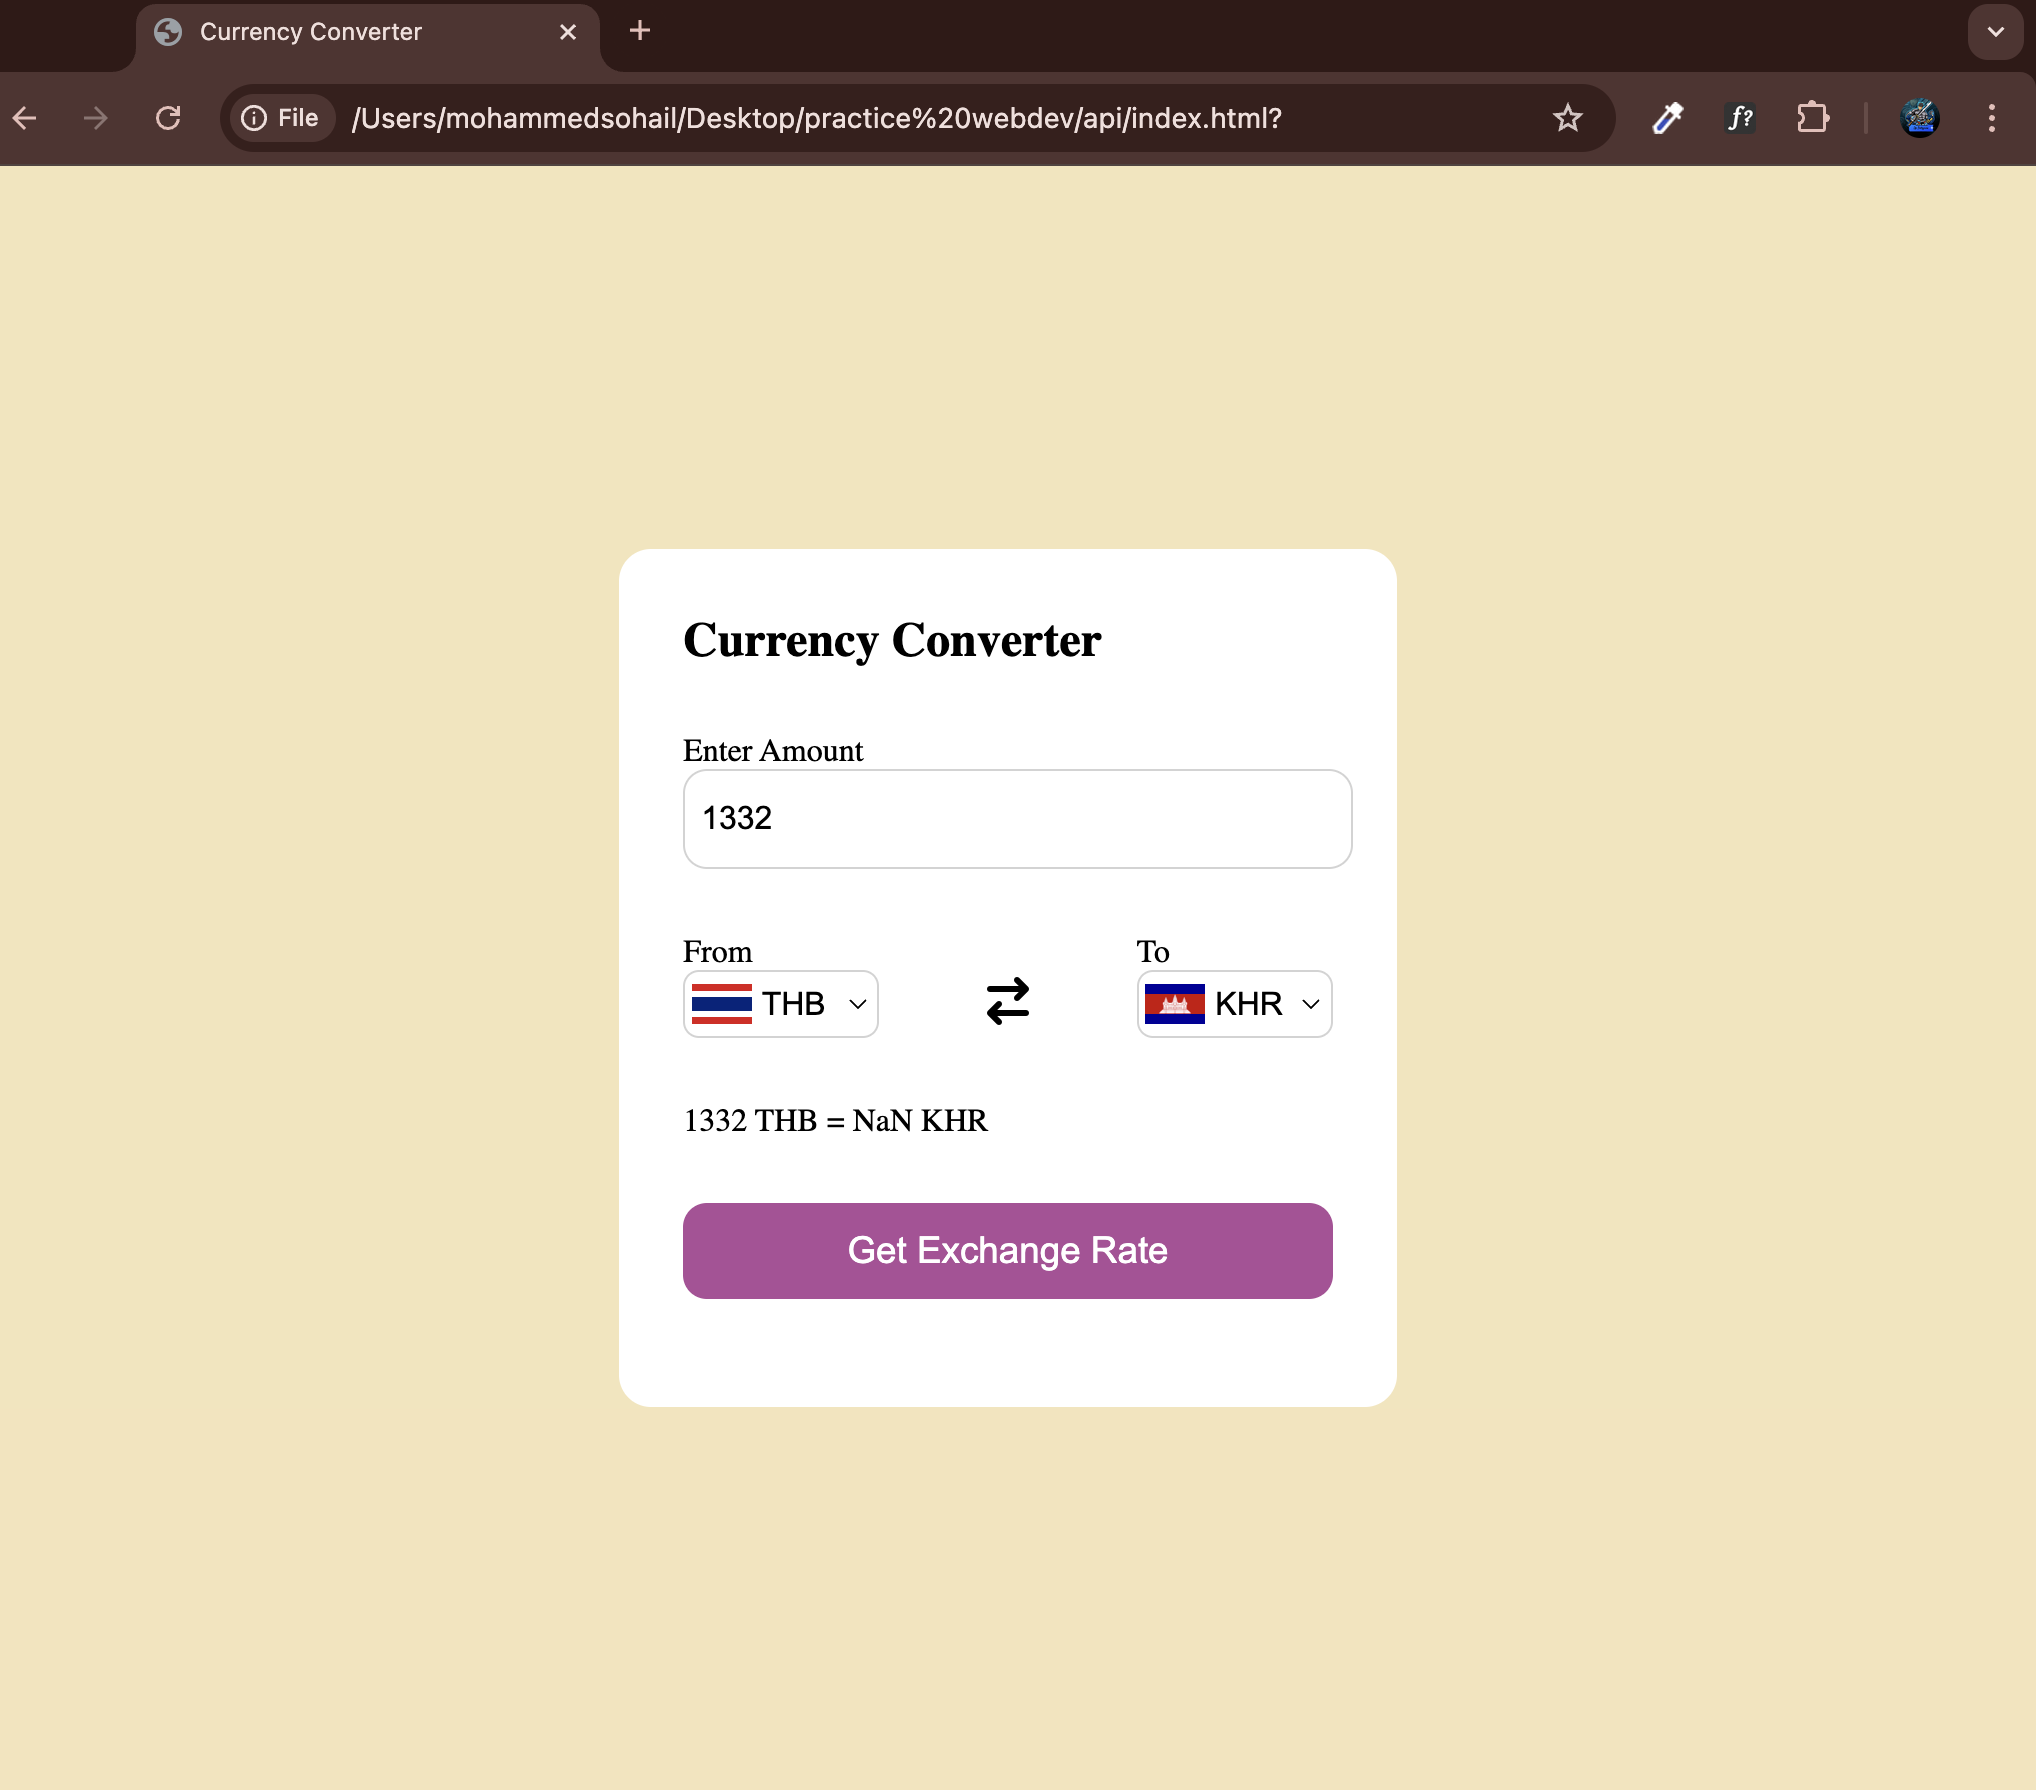 Currency Converter
File /Users/mohammedsohail/Desktop/practice%20webdev/api/index.html?
f?
Currency Converter
Enter Amount
1332
From To
THB KHR
1332 THB = NaN KHR
Get Exchange Rate